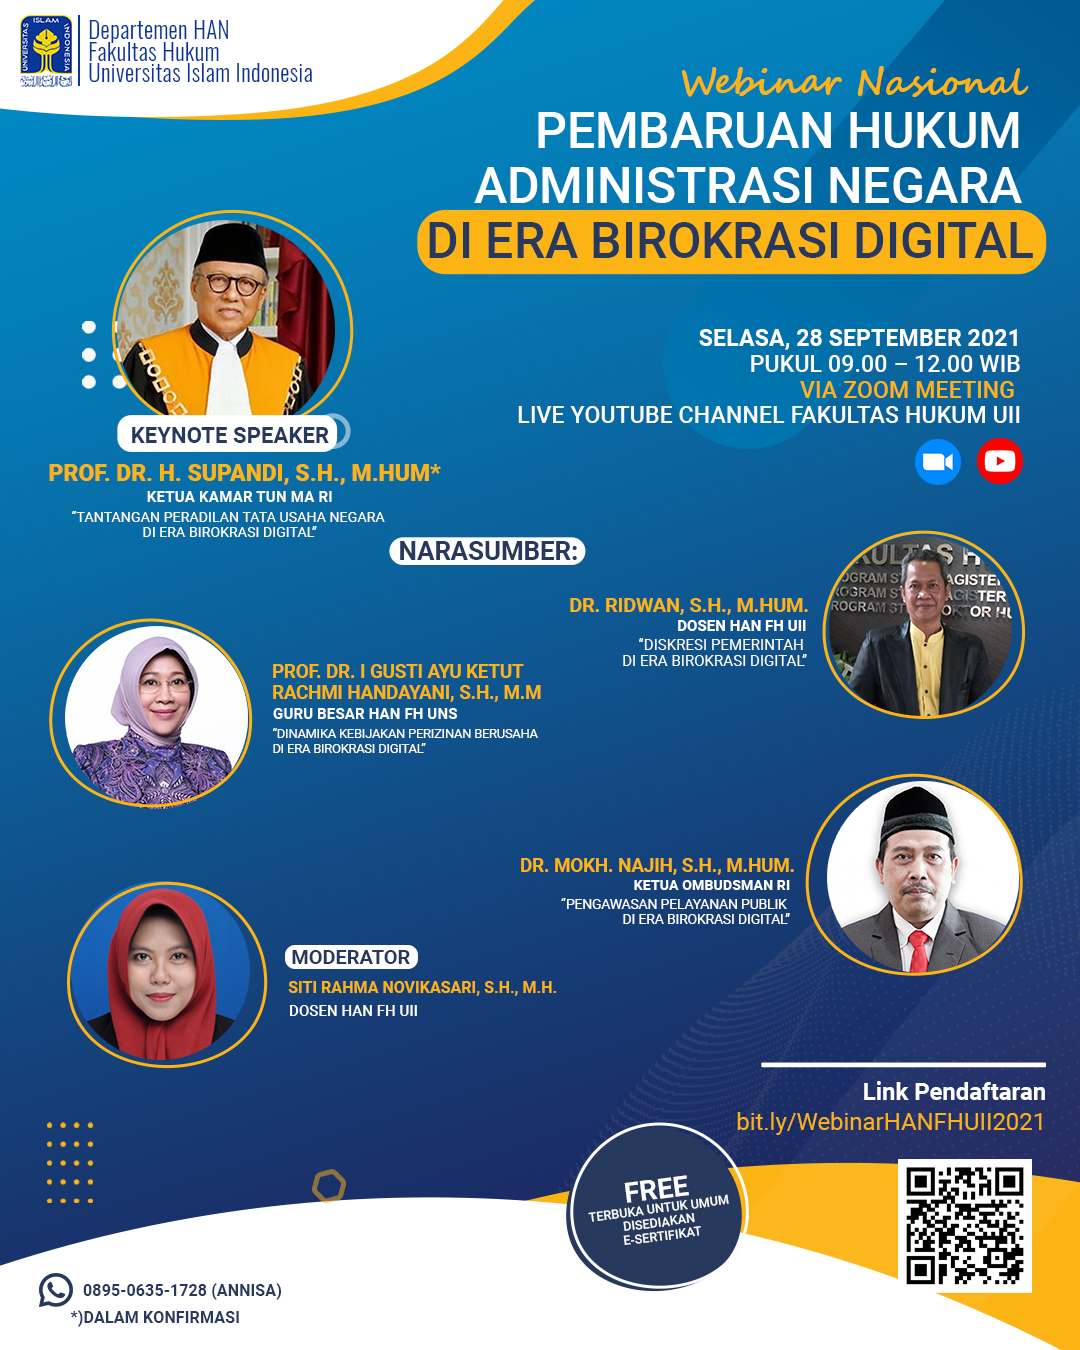 UNIVERSITAS ISLAM INDONESIA
Departemen HAN
Fakultas Hukum
Universitas Islam Indonesia
Webinar Nasional
PEMBARUAN HUKUM
ADMINISTRASI NEGARA
DI ERA BIROKRASI DIGITAL
SELASA, 28 SEPTEMBER 2021
PUKUL 09.00 – 12.00 WIB
VIA ZOOM MEETING
LIVE YOUTUBE CHANNEL FAKULTAS HUKUM UII
KEYNOTE SPEAKER
PROF. DR. H. SUPANDI, S.H., M.HUM*
KETUA KAMAR TUN MA RI
“TANTANGAN PERADILAN TATA USAHA NEGARA
DI ERA BIROKRASI DIGITAL”
NARASUMBER:
DR. RIDWAN, S.H., M.HUM.
DOSEN HAN FH UII
“DISKRESI PEMERINTAH
DI ERA BIROKRASI DIGITAL”
PROF. DR. I GUSTI AYU KETUT
RACHMI HANDAYANI, S.H., M.M
GURU BESAR HAN FH UNS
“DINAMIKA KEBIJAKAN PERIZINAN BERUSAHA
DI ERA BIROKRASI DIGITAL”
DR. MOKH. NAJIH, S.H., M.HUM.
KETUA OMBUDSMAN RI
“PENGAWASAN PELAYANAN PUBLIK
DI ERA BIROKRASI DIGITAL”
MODERATOR
SITI RAHMA NOVIKASARI, S.H., M.H.
DOSEN HAN FH UII
Link Pendaftaran
bit.ly/WebinarHANFHUII2021
FREE
TERBUKA UNTUK UMUM
DISEDIAKAN
E-SERTIFIKAT
0895-0635-1728 (ANNISA)
*)DALAM KONFIRMASI